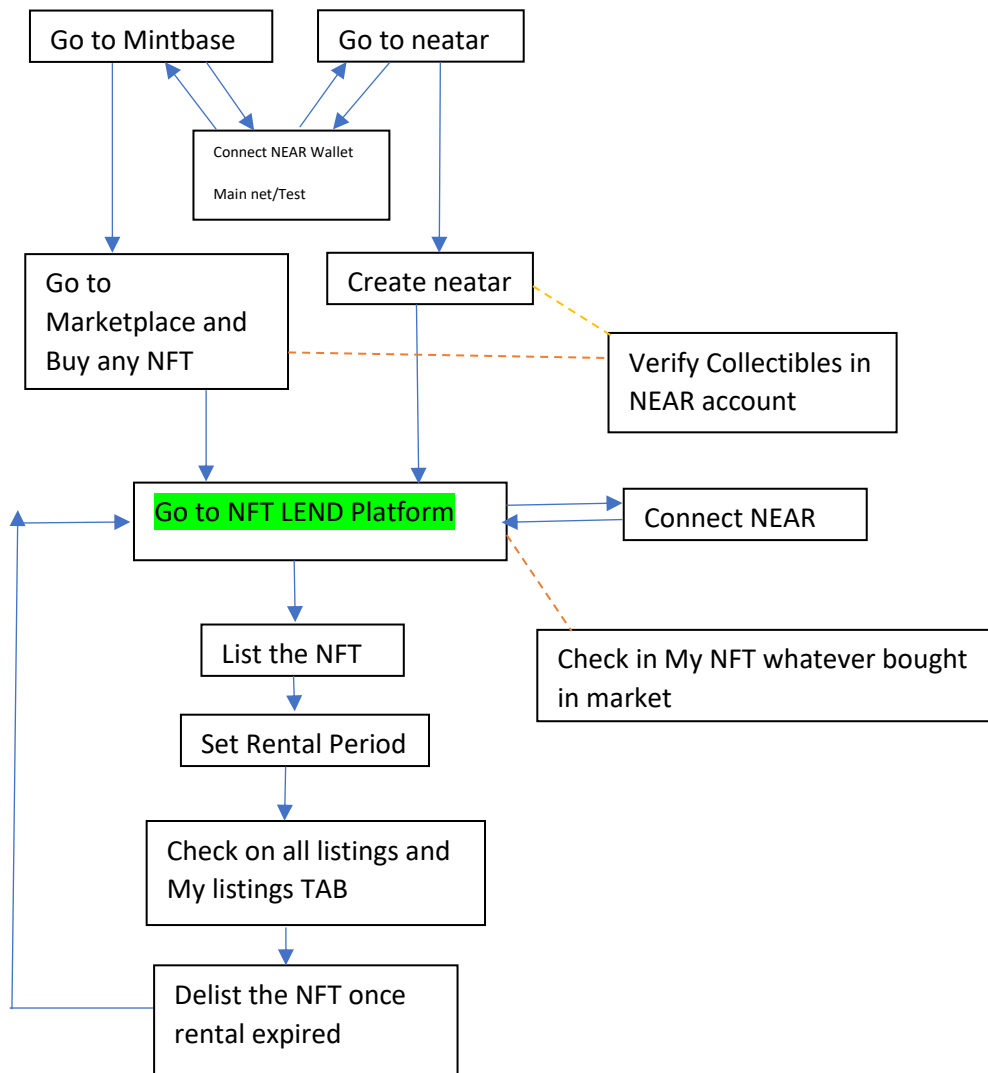 Go to Mintbase
Go to neatar
Connect NEAR Wallet
Main net/Test
Go to
Marketplace and
Buy any NFT
Create neatar
Verify Collectibles in
NEAR account
Go to NFT LEND Platform
Connect NEAR
List the NFT
Check in My NFT whatever bought
in market
Set Rental Period
Check on all listings and
My listings TAB
Delist the NFT once
rental expired